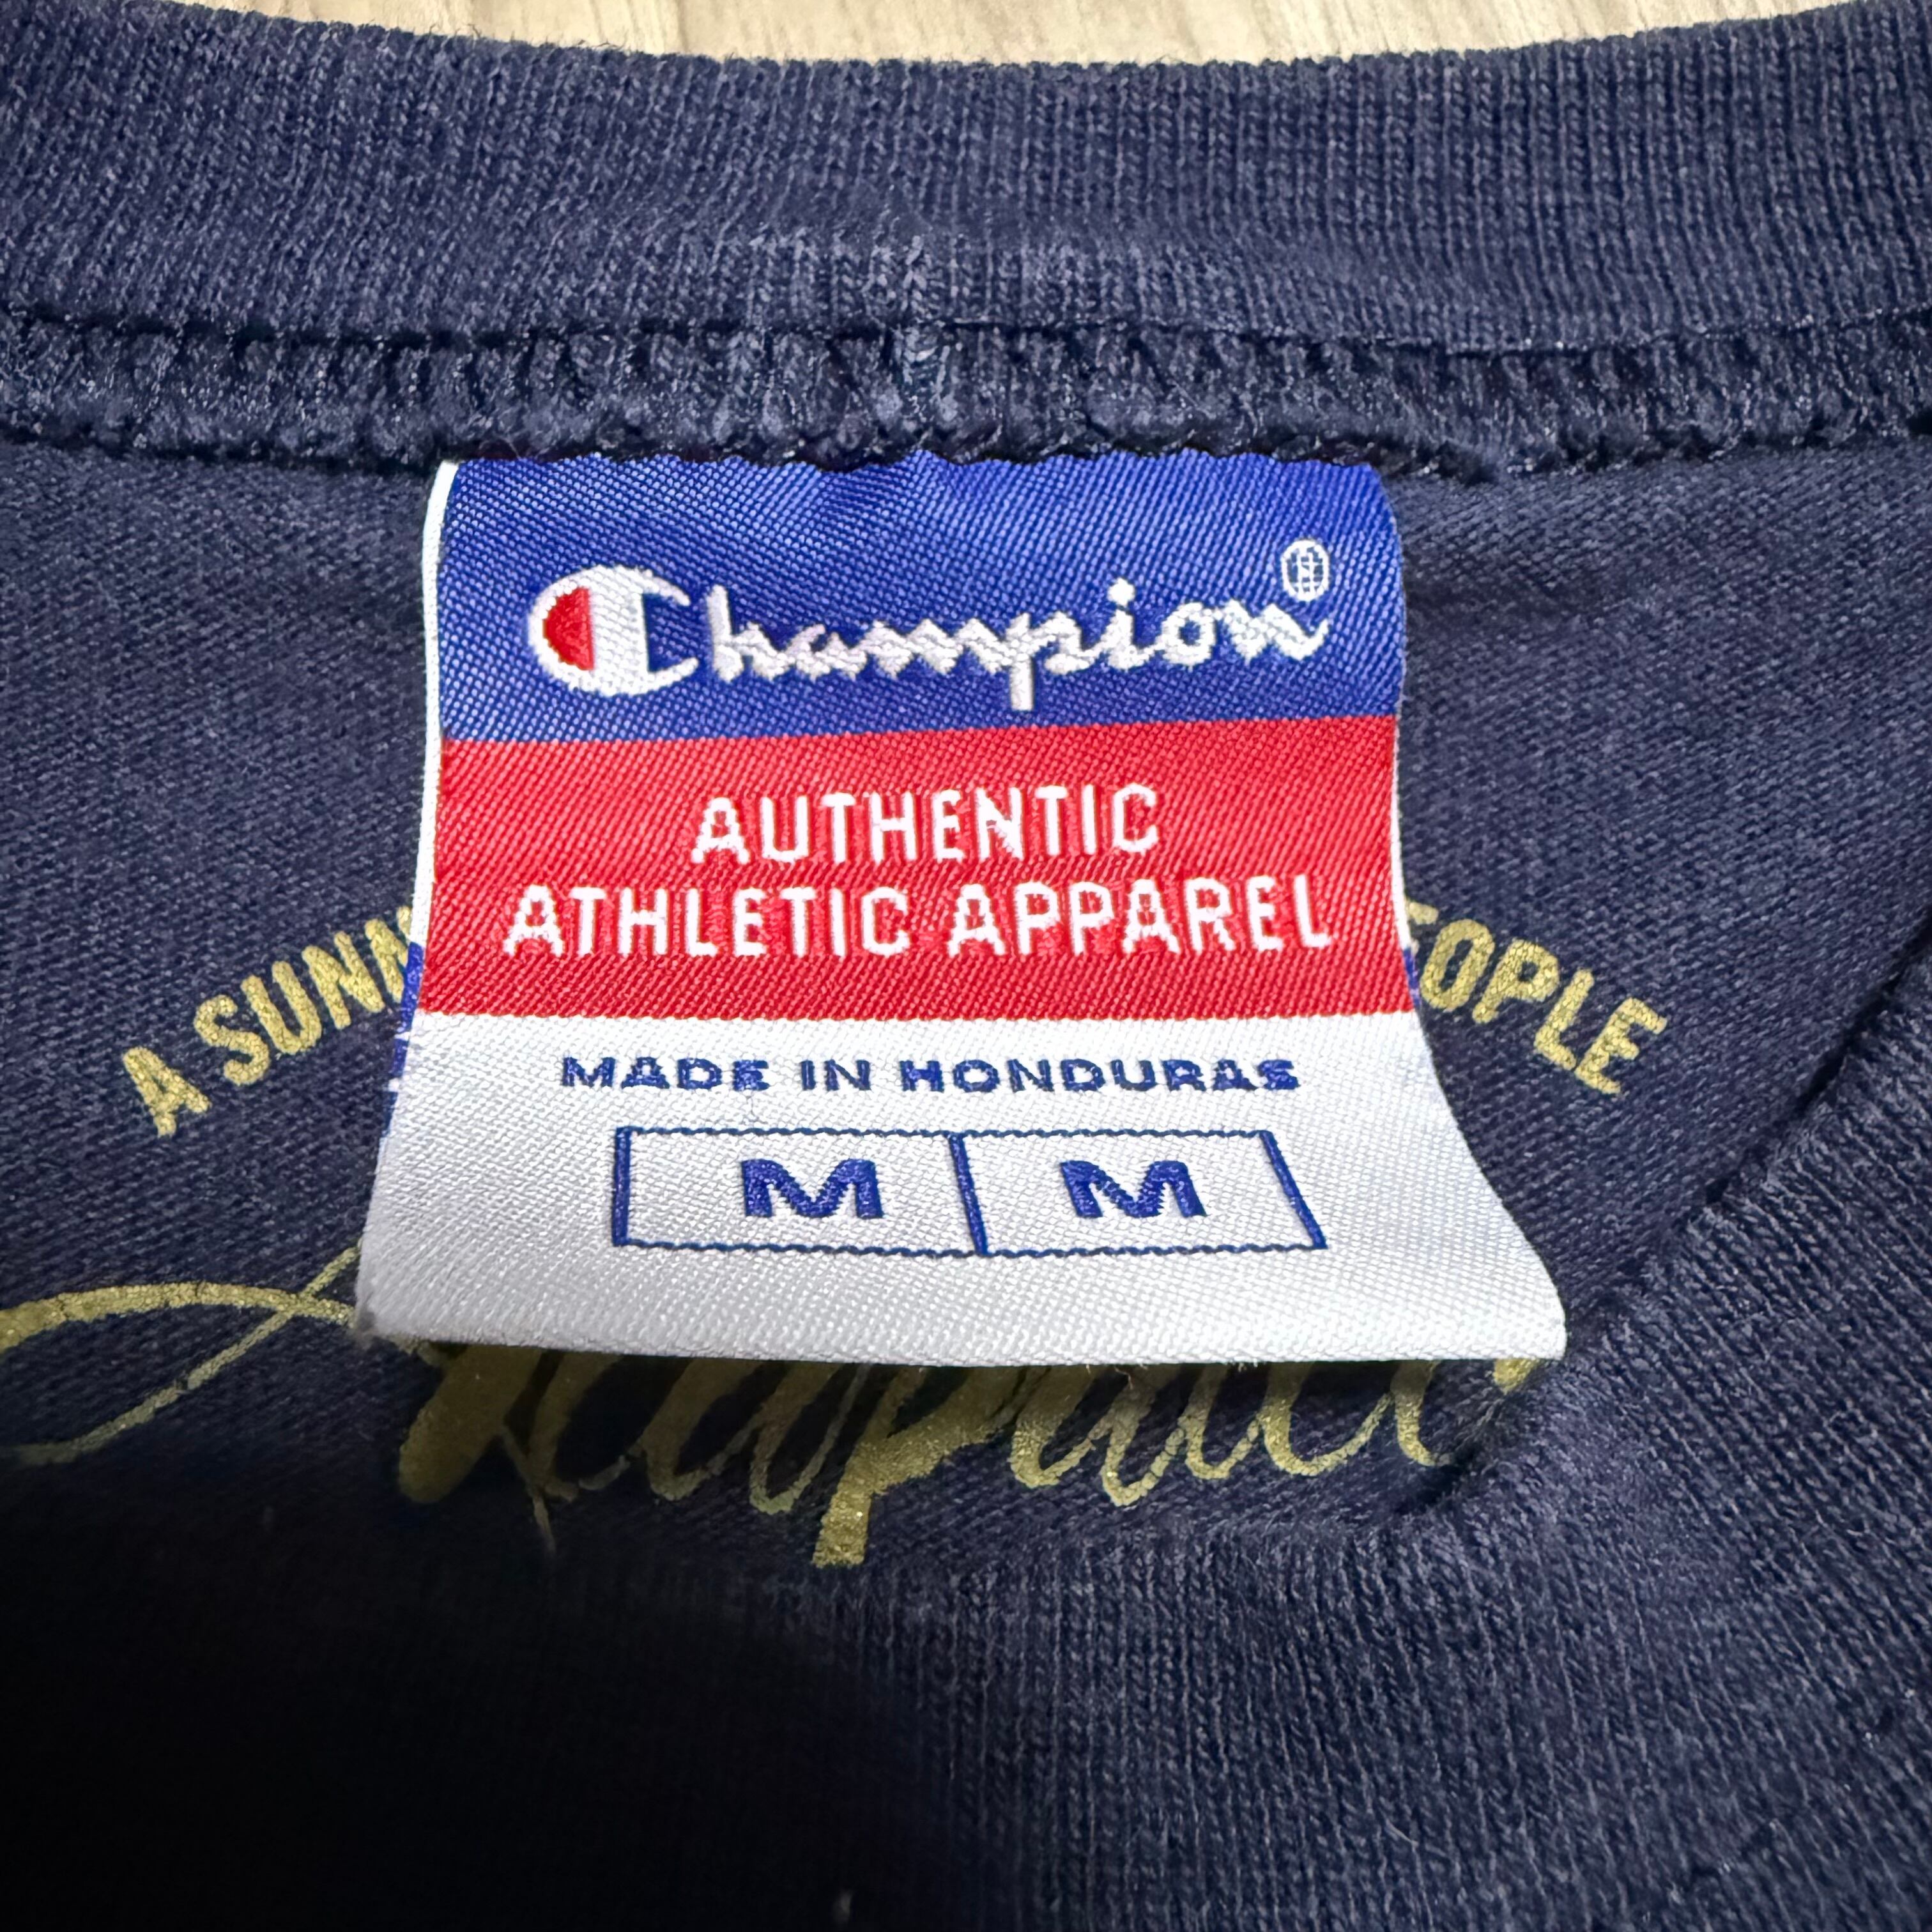 Champion®
AUTHENTIC
ATHLETIC APPAREL
MADE IN HONDURAS
M M
A